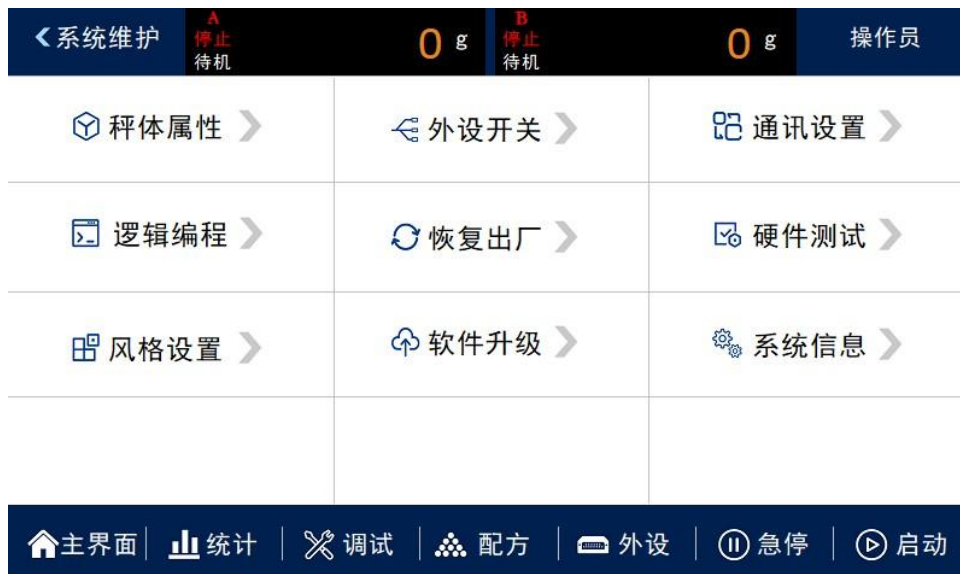 系统维护
A
停止
待机
0 g
B
停止
待机
0 g
操作员
秤体属性
外设开关
通讯设置
逻辑编程
恢复出厂
硬件测试
风格设置
软件升级
系统信息
主界面
统计
调试
配方
外设
急停
启动